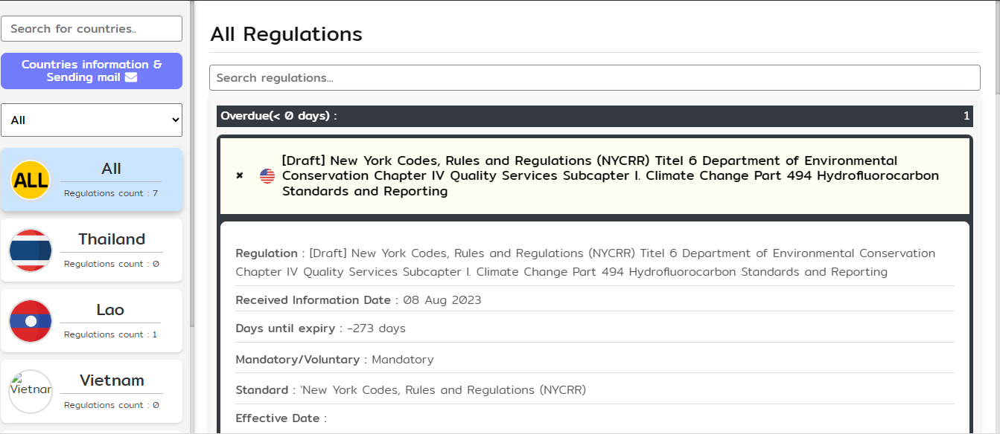 Search for countries..
Countries information &
Sending mail
All
ALL
All
Regulations count : 7
Thailand
Regulations count : 0
Lao
Regulations count : 1
Vietnam
Vietnar
Regulations count : 0
All Regulations
Search regulations...
Overdue(< 0 days) : 1
[Draft] New York Codes, Rules and Regulations (NYCRR) Titel 6 Department of Environmental
Conservation Chapter IV Quality Services Subcapter I. Climate Change Part 494 Hydrofluorocarbon
Standards and Reporting
Regulation : [Draft] New York Codes, Rules and Regulations (NYCRR) Titel 6 Department of Environmental Conservation
Chapter IV Quality Services Subcapter I. Climate Change Part 494 Hydrofluorocarbon Standards and Reporting
Received Information Date : 08 Aug 2023
Days until expiry : -273 days
Mandatory/Voluntary : Mandatory
Standard : 'New York Codes, Rules and Regulations (NYCRR)
Effective Date :